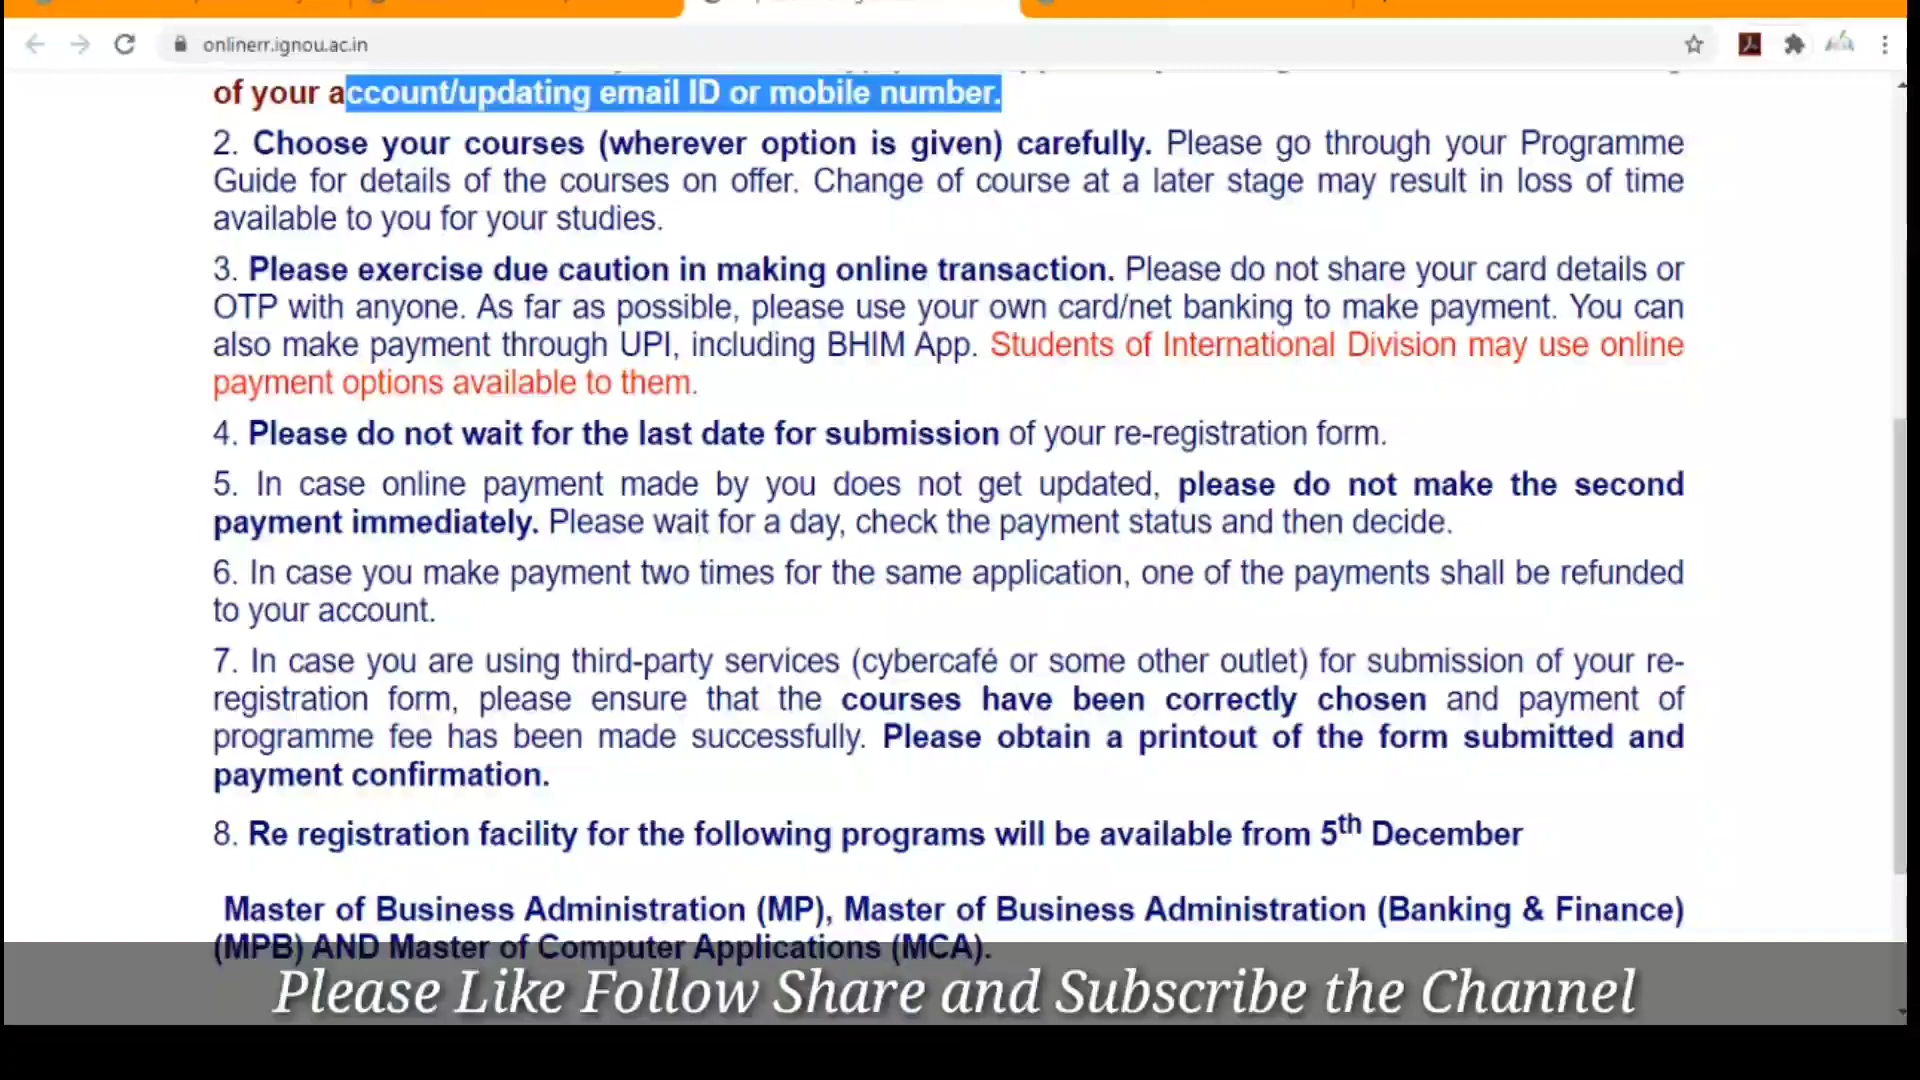 onlinerr.ignou.ac.in
of your account/updating email ID or mobile number.
2. Choose your courses (wherever option is given) carefully. Please go through your Programme
Guide for details of the courses on offer. Change of course at a later stage may result in loss of time
available to you for your studies.
3. Please exercise due caution in making online transaction. Please do not share your card details or
OTP with anyone. As far as possible, please use your own card/net banking to make payment. You can
also make payment through UPI, including BHIM App. Students of International Division may use online
payment options available to them.
4. Please do not wait for the last date for submission of your re-registration form.
5. In case online payment made by you does not get updated, please do not make the second
payment immediately. Please wait for a day, check the payment status and then decide.
6. In case you make payment two times for the same application, one of the payments shall be refunded
to your account.
7. In case you are using third-party services (cybercafé or some other outlet) for submission of your re-
registration form, please ensure that the courses have been correctly chosen and payment of
programme fee has been made successfully. Please obtain a printout of the form submitted and
payment confirmation.
8. Re registration facility for the following programs will be available from 5th December
Master of Business Administration (MP), Master of Business Administration (Banking & Finance)
(MPB) AND Master of Computer Applications (MCA).
Please Like Follow Share and Subscribe the Channel